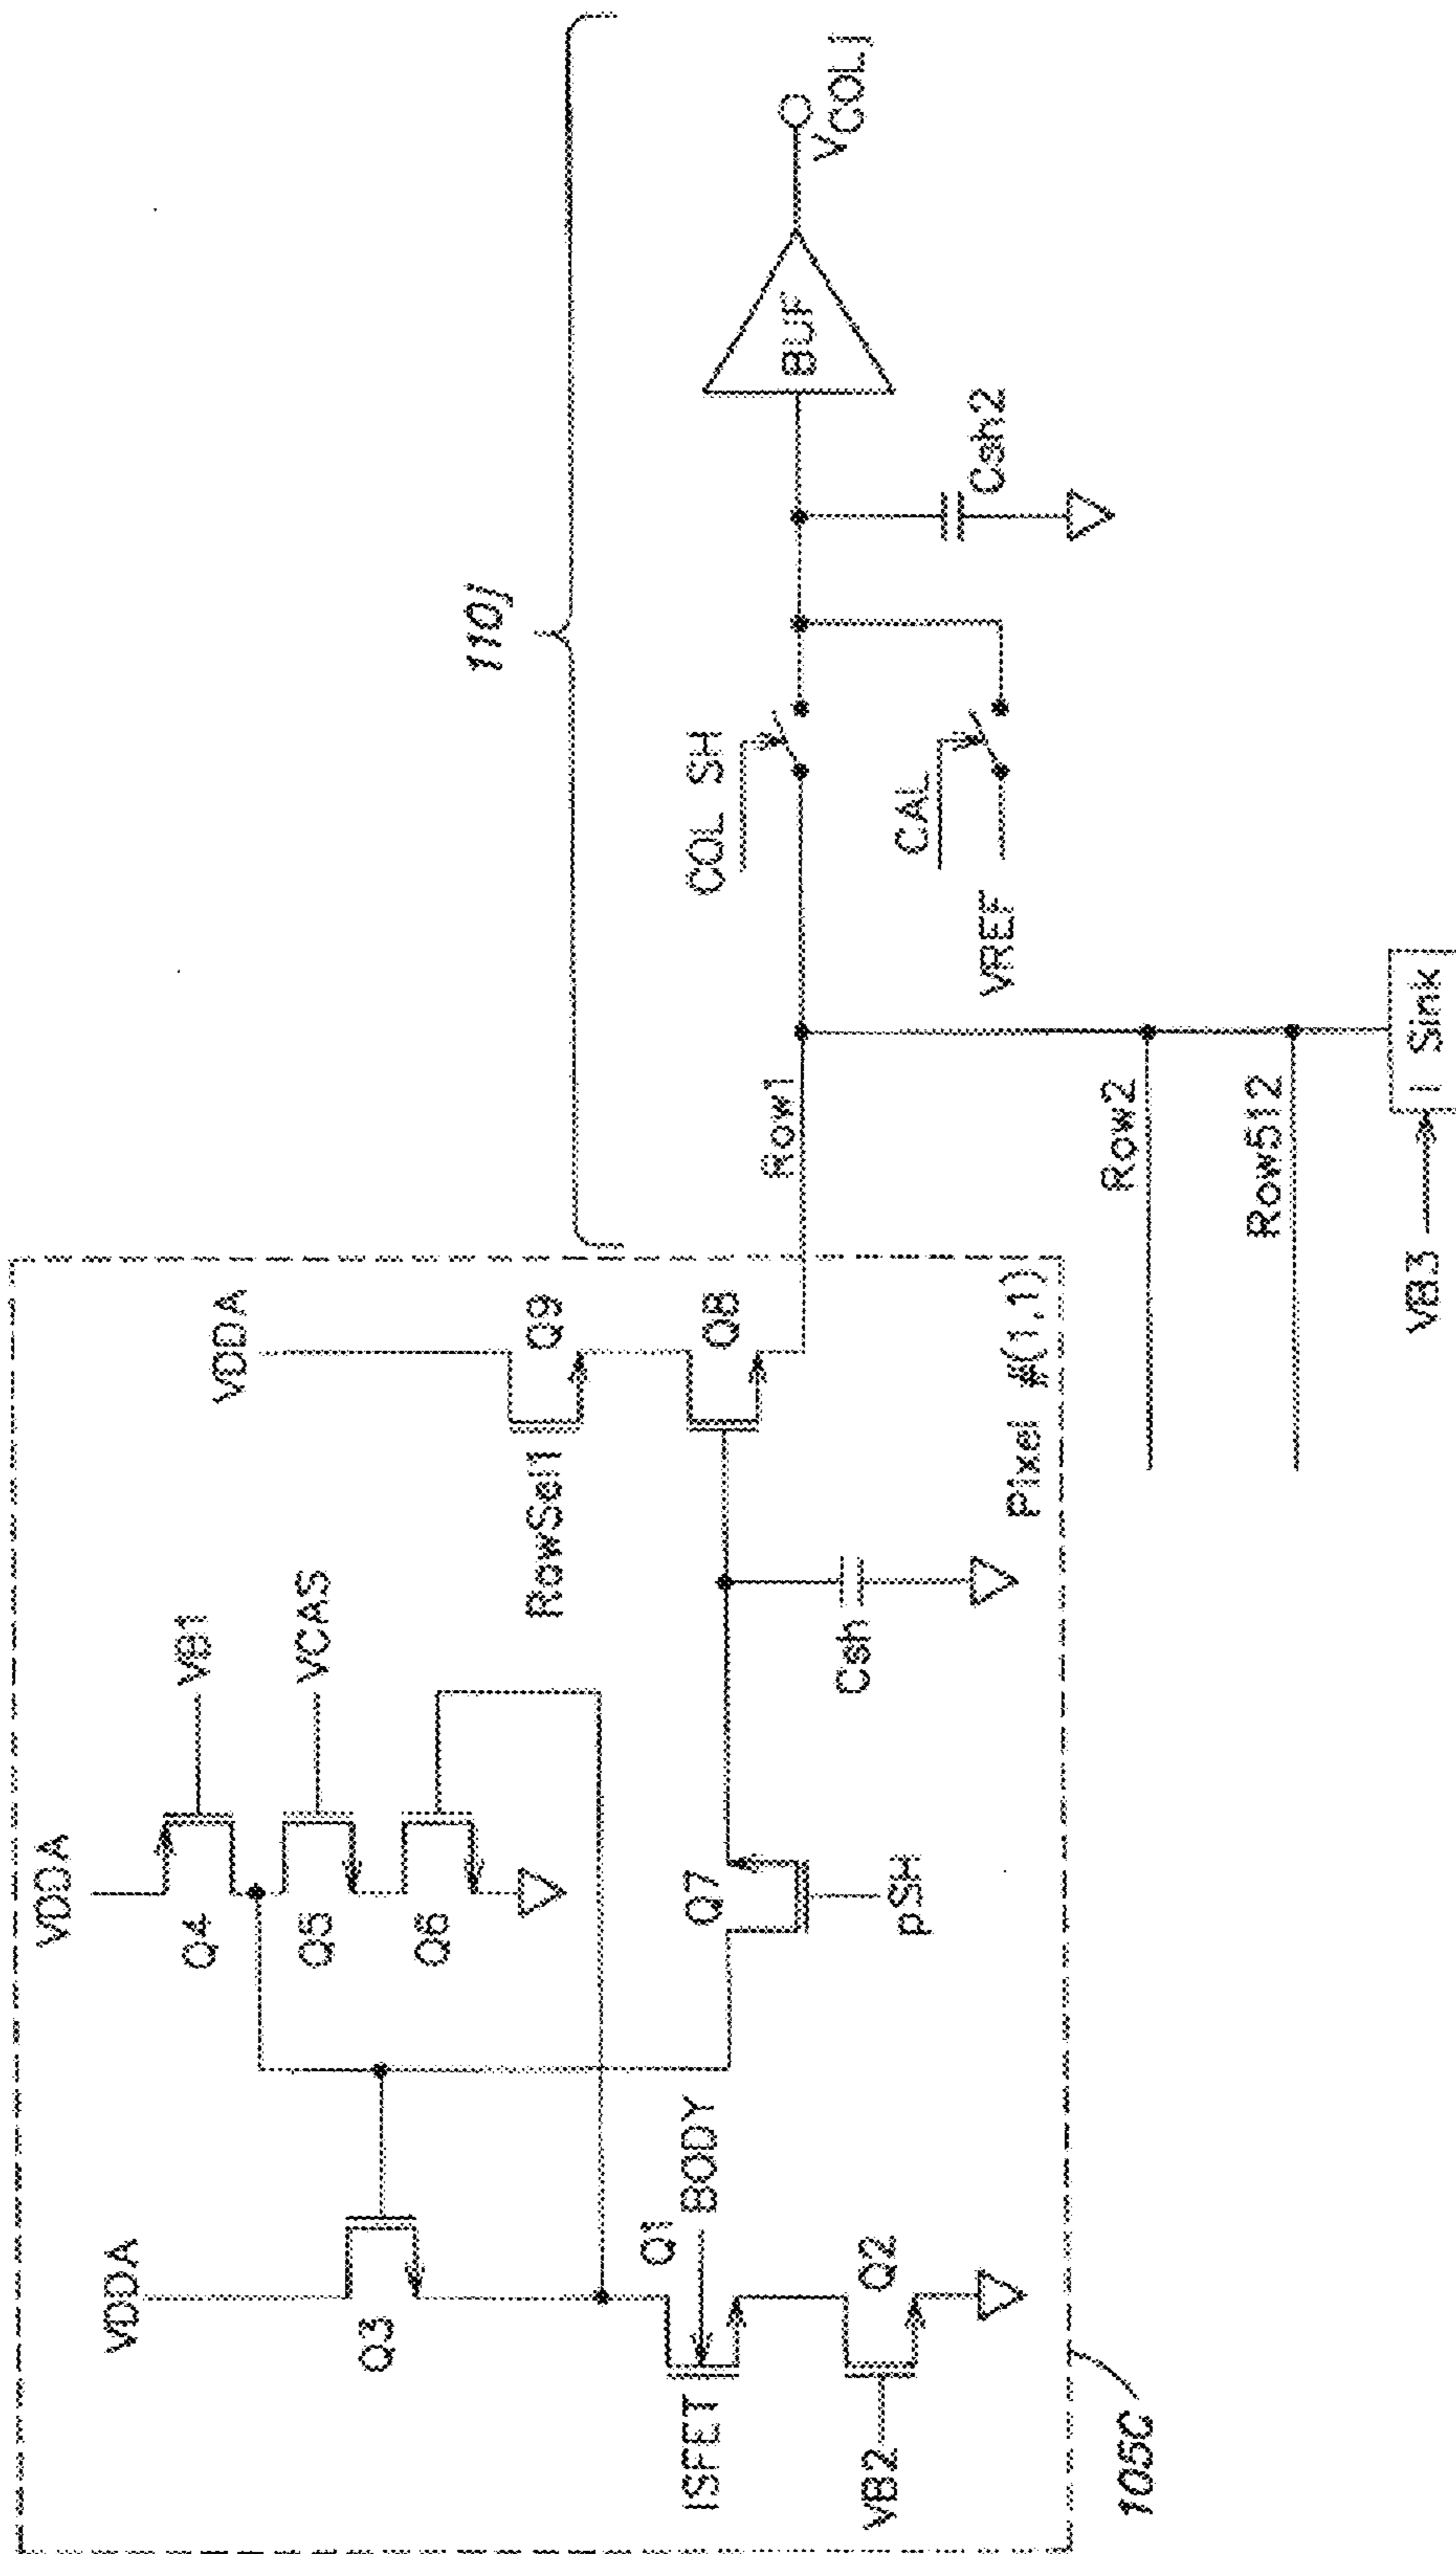 110j
VDDA
VDDA
VDDA
VB1
VCAS
Q4
Q5
Q6
Q3
RowSel1
Q9
Q8
Q7
pSH
Csh
Q1
BODY
ISFET
VB2
Q2
Pixel #(1,1)
105C
Row1
Row2
Row512
VB3
I Sink
COL SH
CAL
VREF
Csh2
BUF
VCOLj